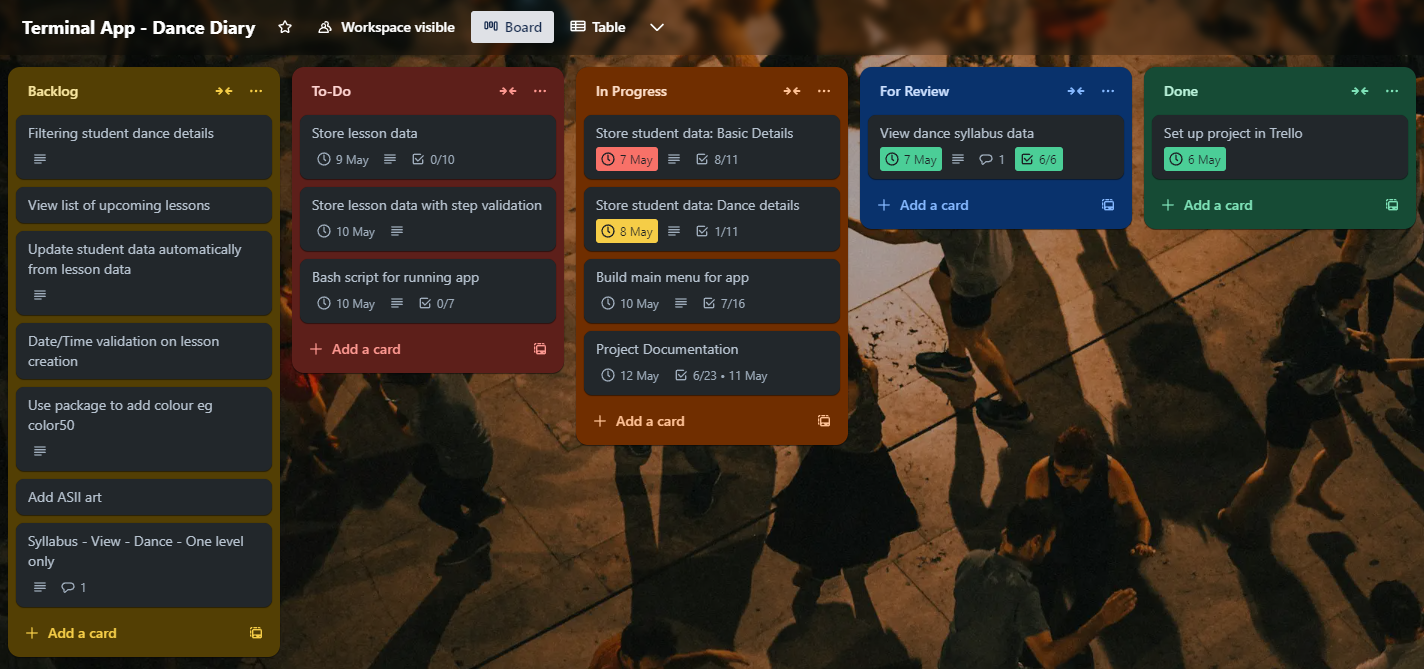 Terminal App - Dance Diary
Workspace visible
Board
Table
Backlog
Filtering student dance details
View list of upcoming lessons
Update student data automatically
from lesson data
Date/Time validation on lesson
creation
Use package to add colour eg
color50
Add ASII art
Syllabus - View - Dance - One level
only
1
Add a card
To-Do
Store lesson data
9 May 0/10
Store lesson data with step validation
10 May
Bash script for running app
10 May 0/7
Add a card
In Progress
Store student data: Basic Details
7 May 8/11
Store student data: Dance details
8 May 1/11
Build main menu for app
10 May 7/16
Project Documentation
12 May 6/23 • 11 May
Add a card
For Review
View dance syllabus data
7 May 1 6/6
Add a card
Done
Set up project in Trello
6 May
Add a card